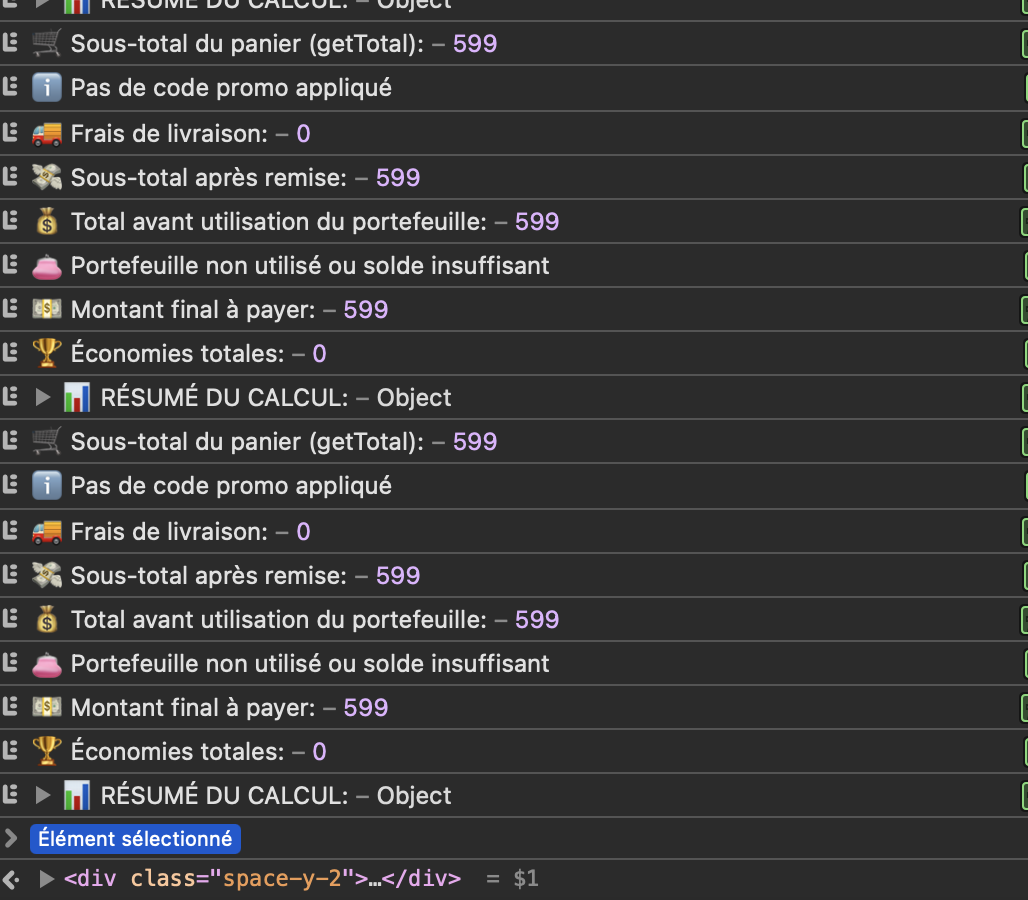 RÉSUMÉ DU CALCUL: – Object
Sous-total du panier (getTotal): – 599
Pas de code promo appliqué
Frais de livraison: – 0
Sous-total après remise: – 599
Total avant utilisation du portefeuille: – 599
Portefeuille non utilisé ou solde insuffisant
Montant final à payer: – 599
Économies totales: – 0
RÉSUMÉ DU CALCUL: – Object
Sous-total du panier (getTotal): – 599
Pas de code promo appliqué
Frais de livraison: – 0
Sous-total après remise: – 599
Total avant utilisation du portefeuille: – 599
Portefeuille non utilisé ou solde insuffisant
Montant final à payer: – 599
Économies totales: – 0
RÉSUMÉ DU CALCUL: – Object
Élément sélectionné
<div class="space-y-2">…</div> = $1